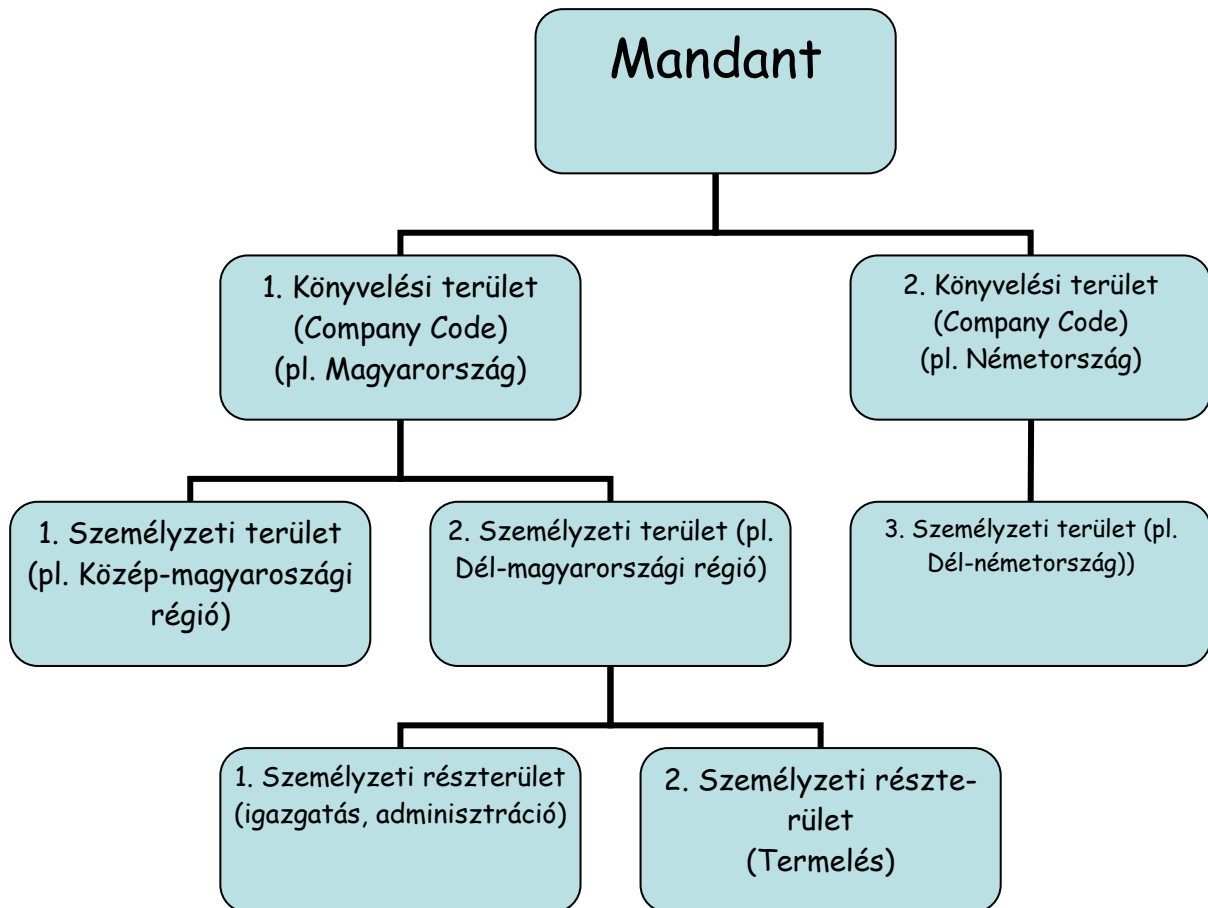 Mandant
1. Könyvelési terület
(Company Code)
(pl. Magyarország)
2. Könyvelési terület
(Company Code)
(pl. Németország)
1. Személyzeti terület
(pl. Közép-magyaroszági
régió)
2. Személyzeti terület (pl.
Dél-magyarországi régió)
3. Személyzeti terület (pl.
Dél-németország))
1. Személyzeti részterület
(igazgatás, adminisztráció)
2. Személyzeti részte-
rület
(Termelés)